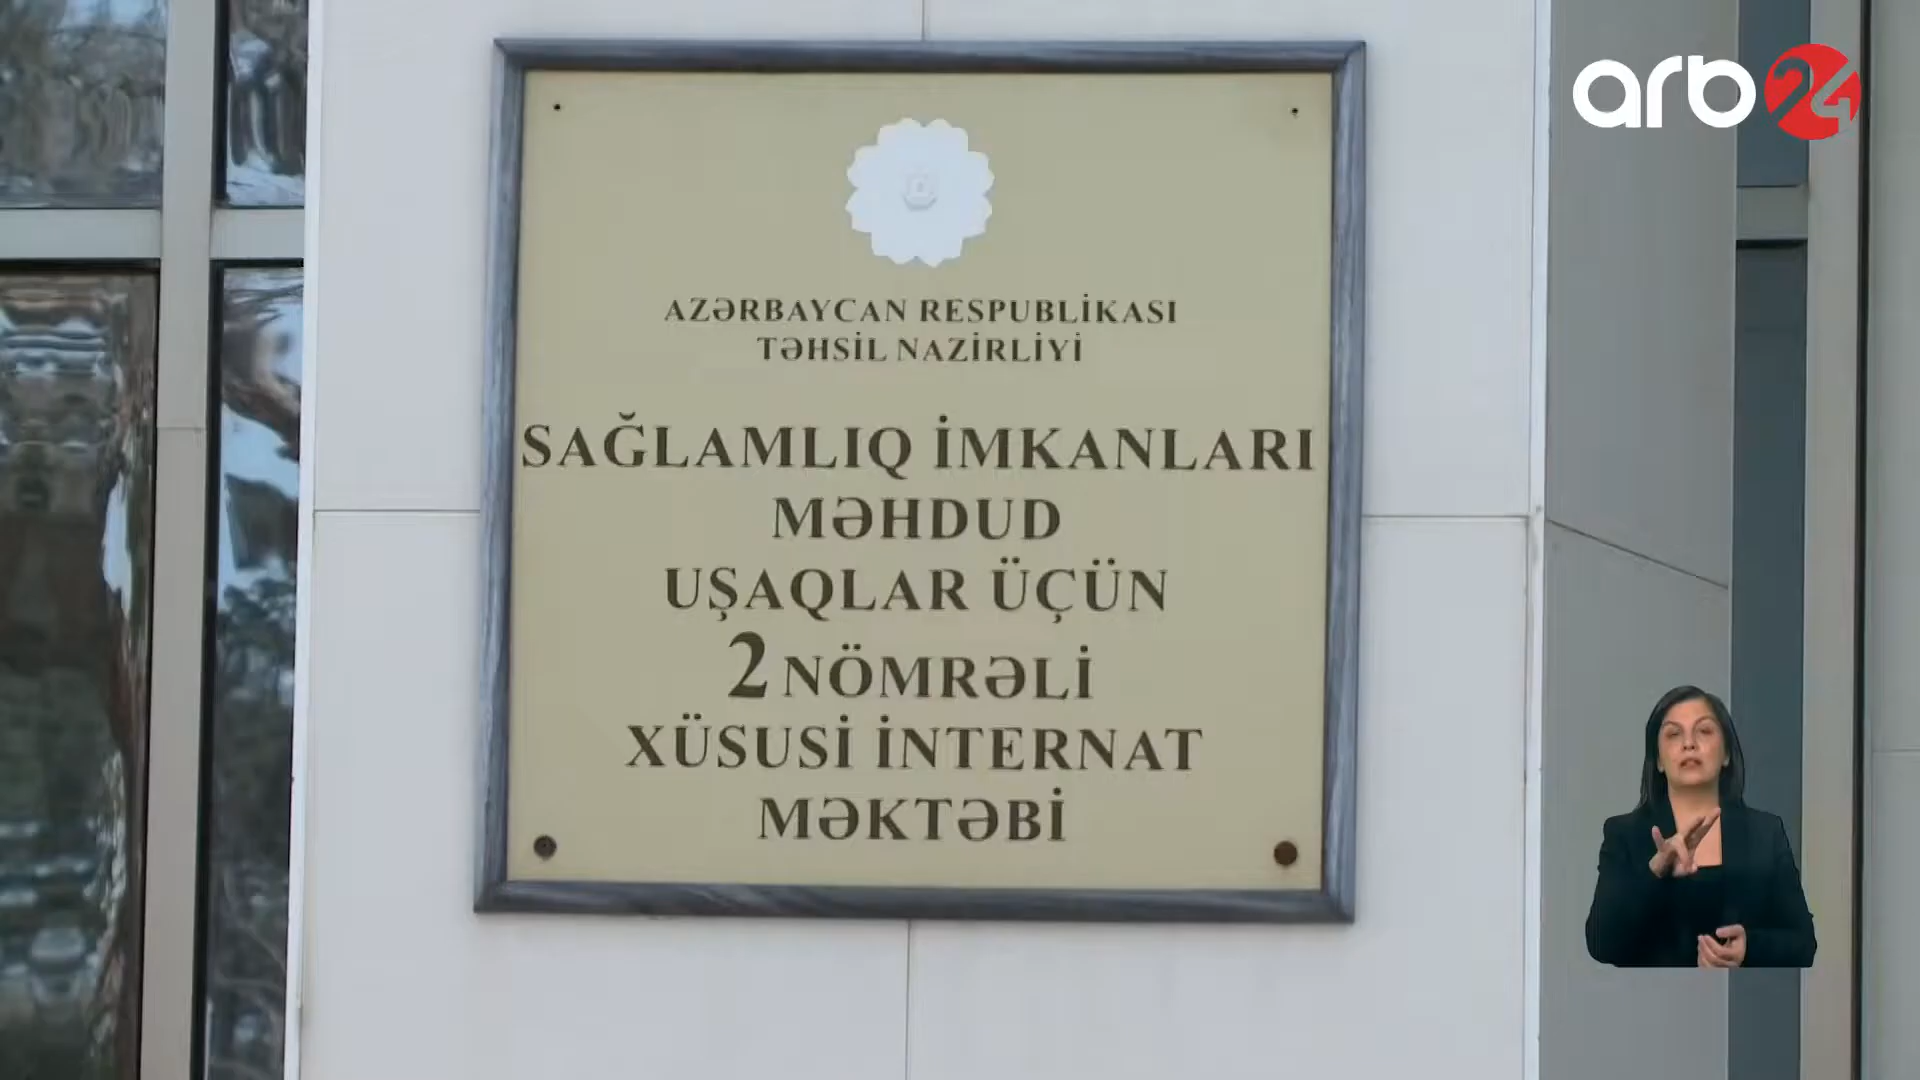 arb24
AZƏRBAYCAN RESPUBLİKASI
TƏHSİL NAZİRLİYİ
SAĞLAMLIQ İMKANLARI
MƏHDUD
UŞAQLAR ÜÇÜN
2 NÖMRƏLİ
XÜSUSİ İNTERNAT
MƏKTƏBİ